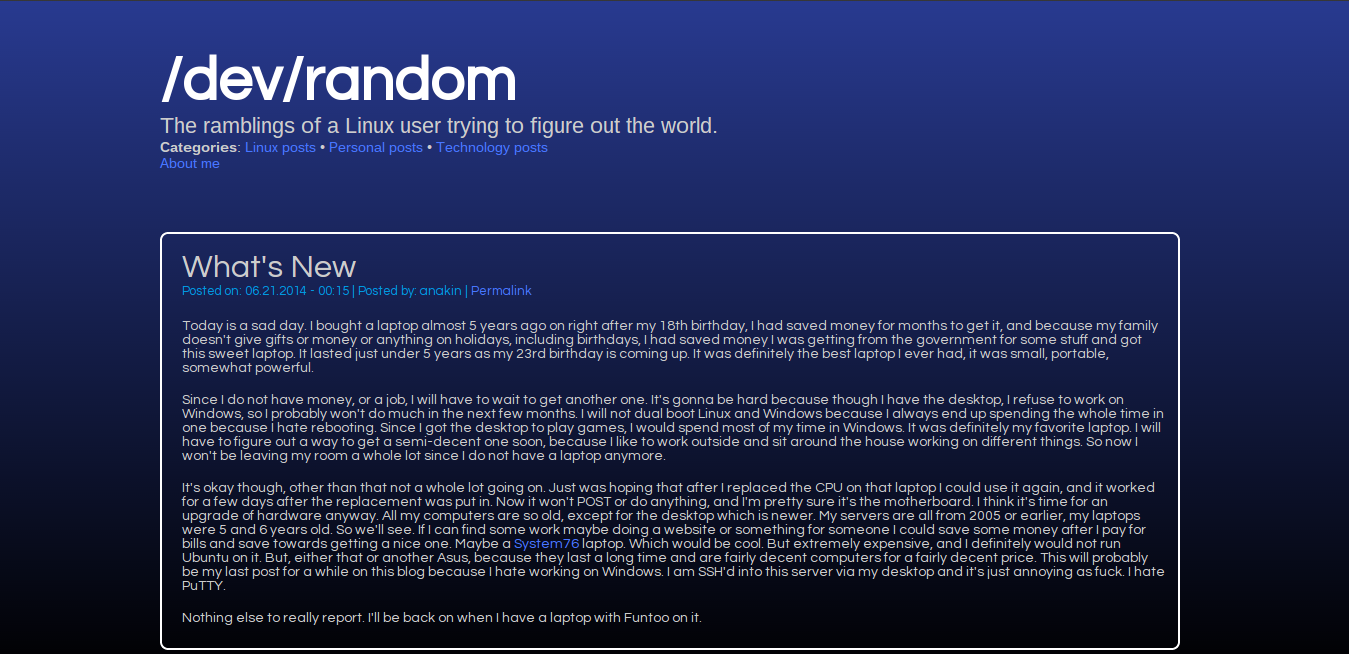 /dev/random
The ramblings of a Linux user trying to figure out the world.
Categories: Linux posts • Personal posts • Technology posts
About me
What's New
Posted on: 06.21.2014 - 00:15 | Posted by: anakin | Permalink
Today is a sad day. I bought a laptop almost 5 years ago on right after my 18th birthday, I had saved money for months to get it, and because my family
doesn't give gifts or money or anything on holidays, including birthdays, I had saved money I was getting from the government for some stuff and got
this sweet laptop. It lasted just under 5 years as my 23rd birthday is coming up. It was definitely the best laptop I ever had, it was small, portable,
somewhat powerful.
Since I do not have money, or a job, I will have to wait to get another one. It's gonna be hard because though I have the desktop, I refuse to work on
Windows, so I probably won't do much in the next few months. I will not dual boot Linux and Windows because I always end up spending the whole time in
one because I hate rebooting. Since I got the desktop to play games, I would spend most of my time in Windows. It was definitely my favorite laptop. I will
have to figure out a way to get a semi-decent one soon, because I like to work outside and sit around the house working on different things. So now I
won't be leaving my room a whole lot since I do not have a laptop anymore.
It's okay though, other than that not a whole lot going on. Just was hoping that after I replaced the CPU on that laptop I could use it again, and it worked
for a few days after the replacement was put in. Now it won't POST or do anything, and I'm pretty sure it's the motherboard. I think it's time for an
upgrade of hardware anyway. All my computers are so old, except for the desktop which is newer. My servers are all from 2005 or earlier, my laptops
were 5 and 6 years old. So we'll see. If I can find some work maybe doing a website or something for someone I could save some money after I pay for
bills and save towards getting a nice one. Maybe a System76 laptop. Which would be cool. But extremely expensive, and I definitely would not run
Ubuntu on it. But, either that or another Asus, because they last a long time and are fairly decent computers for a fairly decent price. This will probably
be my last post for a while on this blog because I hate working on Windows. I am SSH'd into this server via my desktop and it's just annoying as fuck. I hate
PuTTY.
Nothing else to really report. I'll be back on when I have a laptop with Funtoo on it.